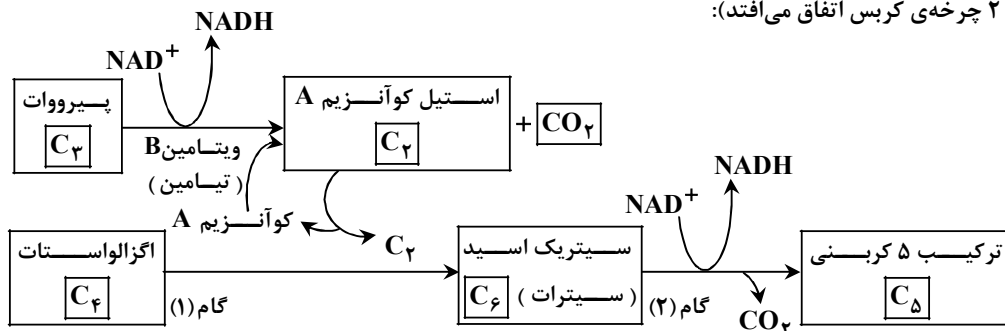 ۲ چرخه‌ی کربس اتفاق می‌افتد):
NADH
NAD+
پیرووات
C۳
ویتامین B
(تیامین)
استیل کوآنزیم A
C۲
+ CO۲
کوآنزیم A
C۲
اگزالواستات
C۴
گام (۱)
سیتریک اسید
(سیترات) C۶
NAD+
NADH
گام (۲)
CO۲
ترکیب ۵ کربنی
C۵